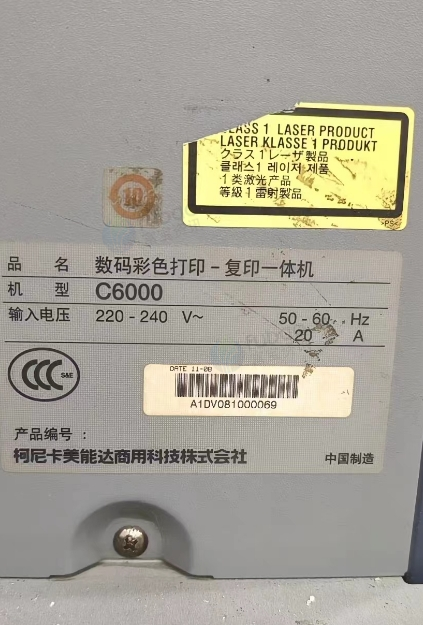 CLASS 1 LASER PRODUCT
LASER KLASSE 1 PRODUKT
クラス1レーザ製品
클래스1 레이저 제품
1类激光产品
等級1雷射製品
10
品 名 数码彩色打印-复印一体机
机 型 C6000
输入电压 220-240 V~ 50-60 Hz
20 A
CCC S&E
DATE 11-08
A1DV081000069
产品编号:
柯尼卡美能达商用科技株式会社 中国制造